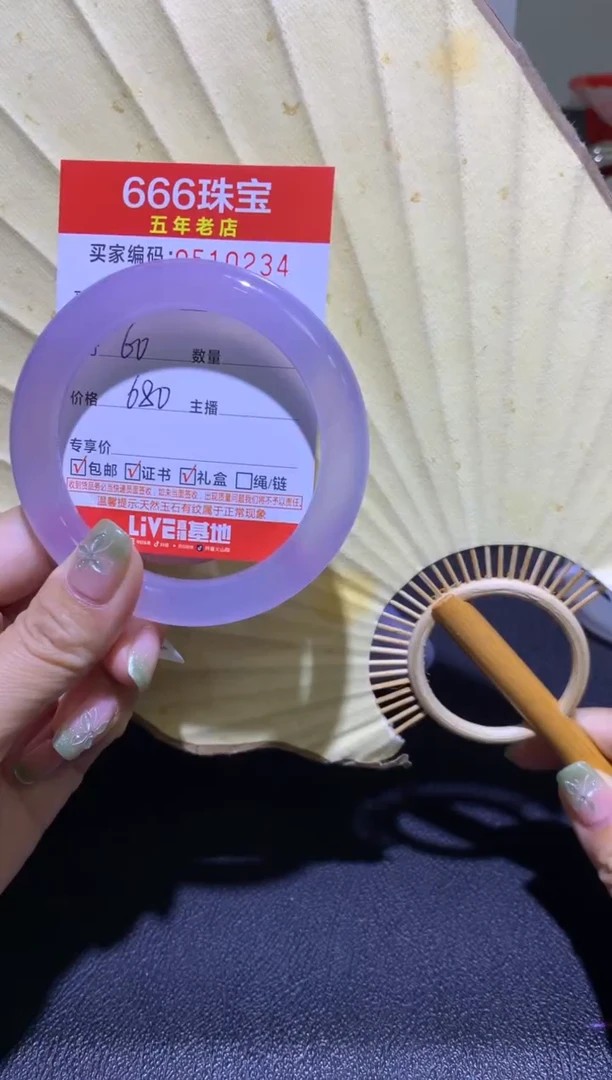 666珠宝
五年老店
买家编码:0510234
60 数量
价格 680 主播
专享价
包邮 证书 礼盒 绳/链
温馨提示:天然玉石有纹属于正常现象
LiVE 基地